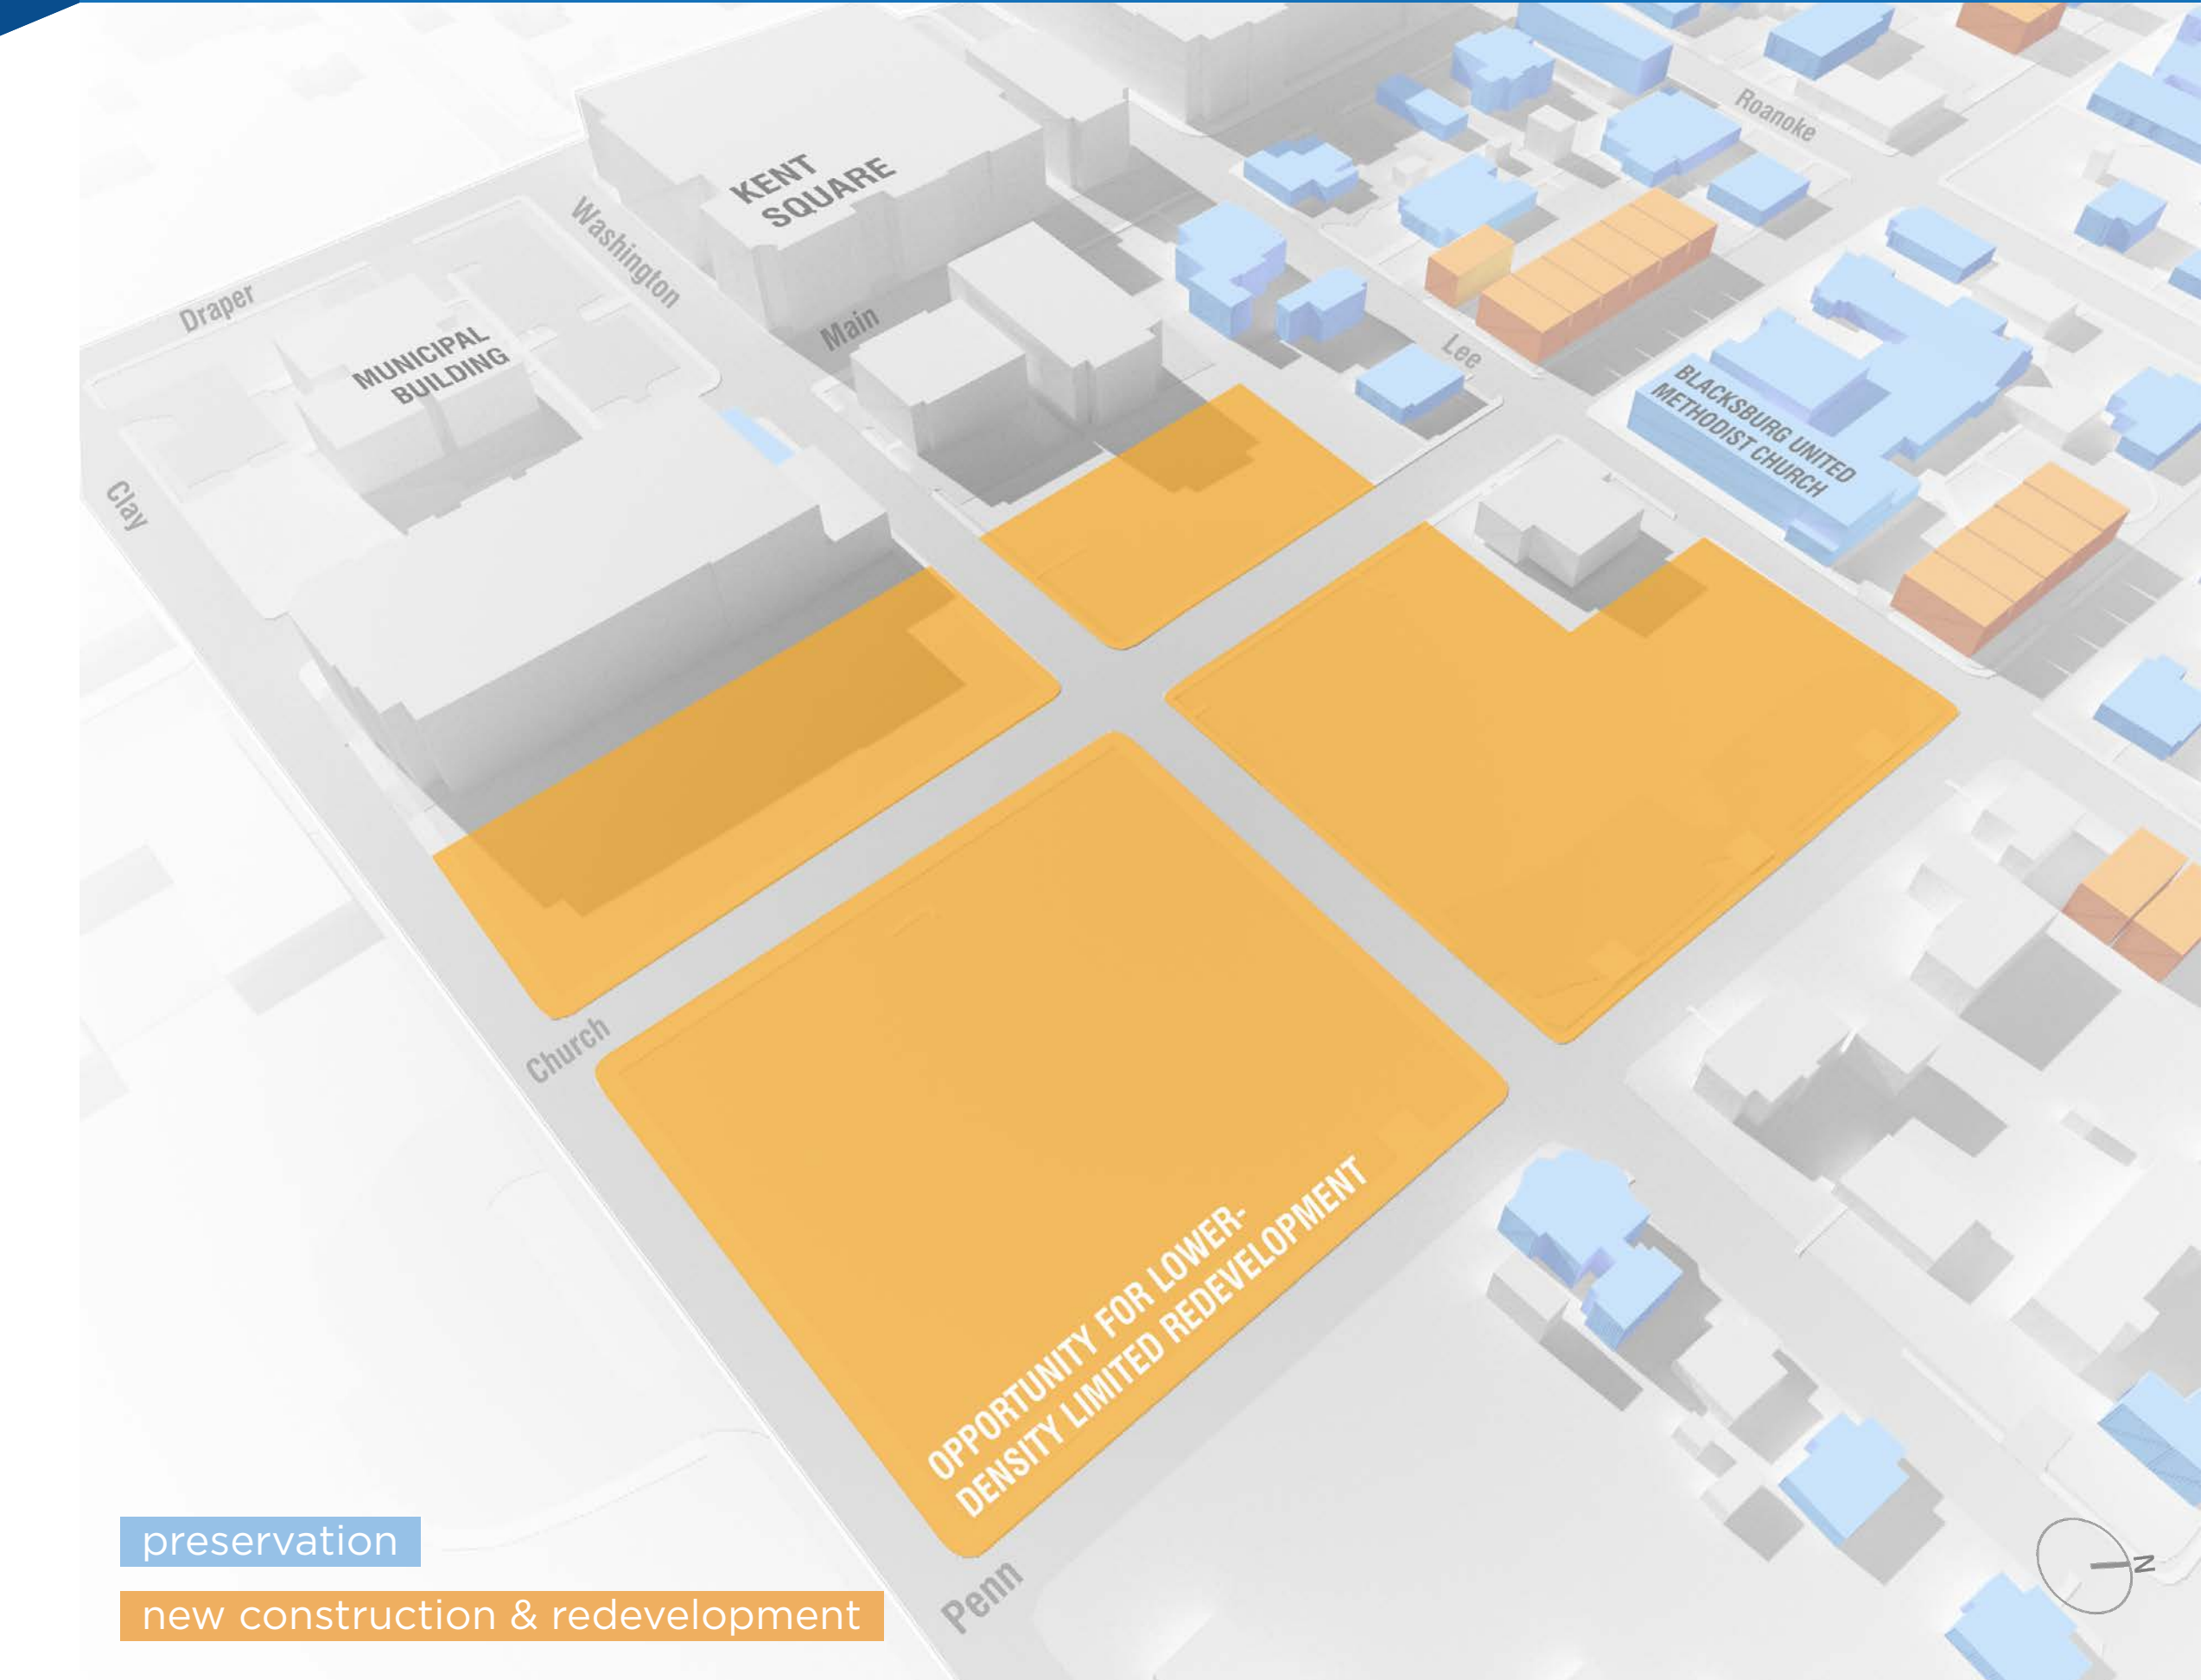 Roanoke
KENT
SQUARE
Washington
Draper
Main
MUNICIPAL
BUILDING
Lee
BLACKSBURG UNITED
METHODIST CHURCH
Clay
Church
OPPORTUNITY FOR LOWER-
DENSITY LIMITED REDEVELOPMENT
preservation
new construction & redevelopment
Penn
N